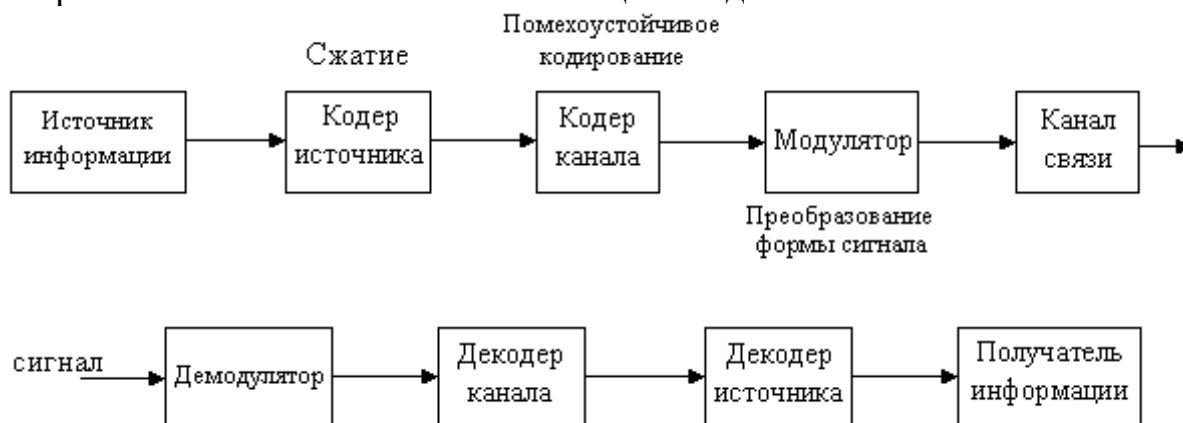 Помехоустойчивое
кодирование
Сжатие
Источник
информации
Кодер
источника
Кодер
канала
Модулятор
Канал
связи
Преобразование
формы сигнала
сигнал
Демодулятор
Декодер
канала
Декодер
источника
Получатель
информации